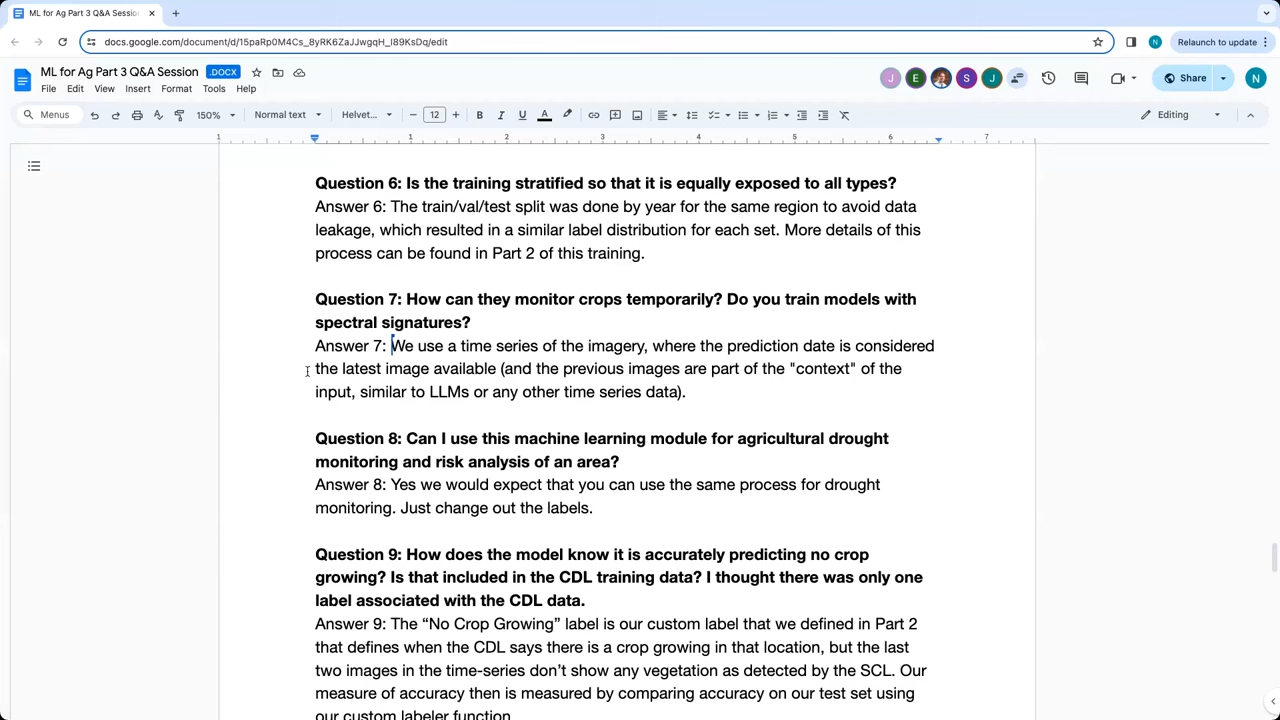 ML for Ag Part 3 Q&A Session
docs.google.com/document/d/15paRp0M4Cs_8yRK6ZaJJwgqH_l89KsDq/edit
N
Relaunch to update
ML for Ag Part 3 Q&A Session
.DOCX
J
E
S
J
Share
N
File Edit View Insert Format Tools Help
Menus
150%
Normal text
Helvet...
12
B
I
U
A
Editing
1
1
2
3
4
5
6
7
Question 6: Is the training stratified so that it is equally exposed to all types?
Answer 6: The train/val/test split was done by year for the same region to avoid data
leakage, which resulted in a similar label distribution for each set. More details of this
process can be found in Part 2 of this training.
Question 7: How can they monitor crops temporarily? Do you train models with
spectral signatures?
Answer 7: We use a time series of the imagery, where the prediction date is considered
the latest image available (and the previous images are part of the "context" of the
input, similar to LLMs or any other time series data).
Question 8: Can I use this machine learning module for agricultural drought
monitoring and risk analysis of an area?
Answer 8: Yes we would expect that you can use the same process for drought
monitoring. Just change out the labels.
Question 9: How does the model know it is accurately predicting no crop
growing? Is that included in the CDL training data? I thought there was only one
label associated with the CDL data.
Answer 9: The “No Crop Growing” label is our custom label that we defined in Part 2
that defines when the CDL says there is a crop growing in that location, but the last
two images in the time-series don’t show any vegetation as detected by the SCL. Our
measure of accuracy then is measured by comparing accuracy on our test set using
our custom labeler function.